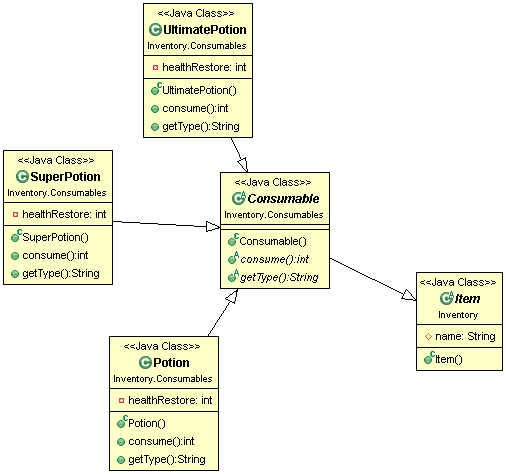 <<Java Class>>
UltimatePotion
Inventory.Consumables
healthRestore: int
UltimatePotion()
consume():int
getType():String
<<Java Class>>
SuperPotion
Inventory.Consumables
healthRestore: int
SuperPotion()
consume():int
getType():String
<<Java Class>>
Consumable
Inventory.Consumables
Consumable()
consume():int
getType():String
<<Java Class>>
Item
Inventory
name: String
Item()
<<Java Class>>
Potion
Inventory.Consumables
healthRestore: int
Potion()
consume():int
getType():String